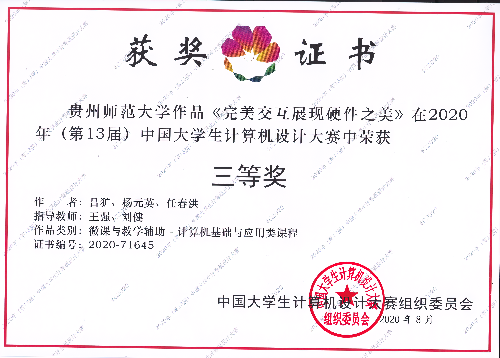 获奖证书
贵州师范大学作品《完美交互展现硬件之美》在2020
年（第13届）中国大学生计算机设计大赛中荣获
三等奖
作　者：吕犷、杨元英、任春洪
指导教师：王强、刘健
作品类别：微课与教学辅助－计算机基础与应用类课程
证书编号：2020-71645
中国大学生计算机设计大赛组织委员会
2020年8月
中国大学生计算机设计大赛
组织委员会